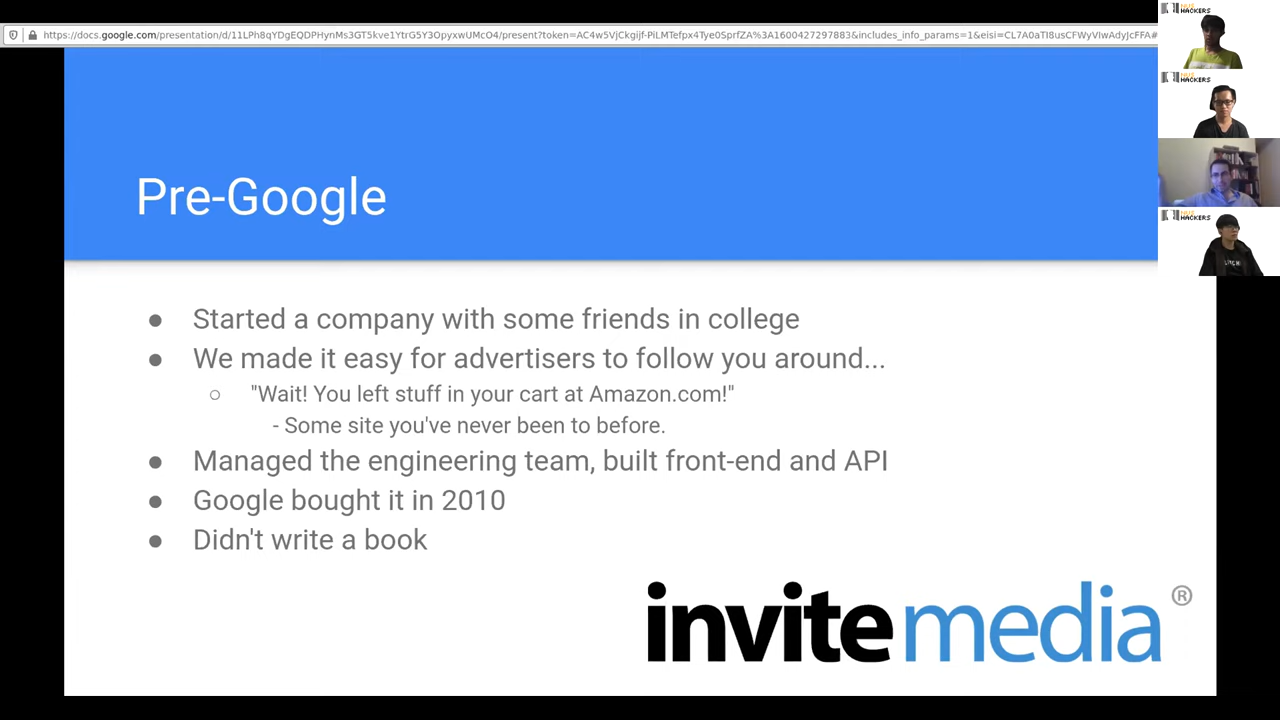 https://docs.google.com/presentation/d/11LPh8qYDgEQDPHynMs3GT5kve1YtrG5Y3OpyxwUMcO4/present?token=AC4w5VjCkgijf-PiLMTefpx4Tye0SprfZA%3A1600427297883&includes_info_params=1&eisi=CL7A0aTI8usCFWyVIwAdyJcFFA#
HACKERS
HACKERS
HACKERS
Pre-Google
● Started a company with some friends in college
● We made it easy for advertisers to follow you around...
○ "Wait! You left stuff in your cart at Amazon.com!"
- Some site you've never been to before.
● Managed the engineering team, built front-end and API
● Google bought it in 2010
● Didn't write a book
invitemedia®